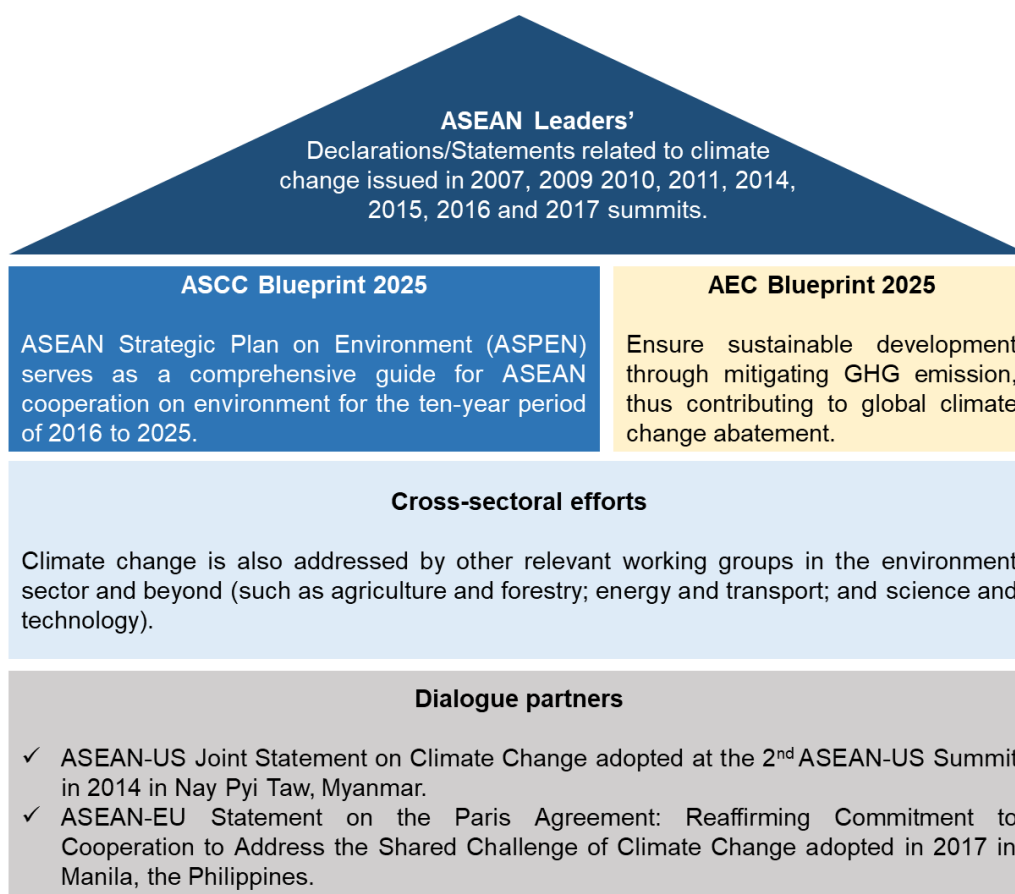 ASEAN Leaders’
Declarations/Statements related to climate
change issued in 2007, 2009 2010, 2011, 2014,
2015, 2016 and 2017 summits.
ASCC Blueprint 2025
ASEAN Strategic Plan on Environment (ASPEN)
serves as a comprehensive guide for ASEAN
cooperation on environment for the ten-year period
of 2016 to 2025.
AEC Blueprint 2025
Ensure sustainable development
through mitigating GHG emission,
thus contributing to global climate
change abatement.
Cross-sectoral efforts
Climate change is also addressed by other relevant working groups in the environment
sector and beyond (such as agriculture and forestry; energy and transport; and science and
technology).
Dialogue partners
✓ ASEAN-US Joint Statement on Climate Change adopted at the 2nd ASEAN-US Summit
in 2014 in Nay Pyi Taw, Myanmar.
✓ ASEAN-EU Statement on the Paris Agreement: Reaffirming Commitment to
Cooperation to Address the Shared Challenge of Climate Change adopted in 2017 in
Manila, the Philippines.